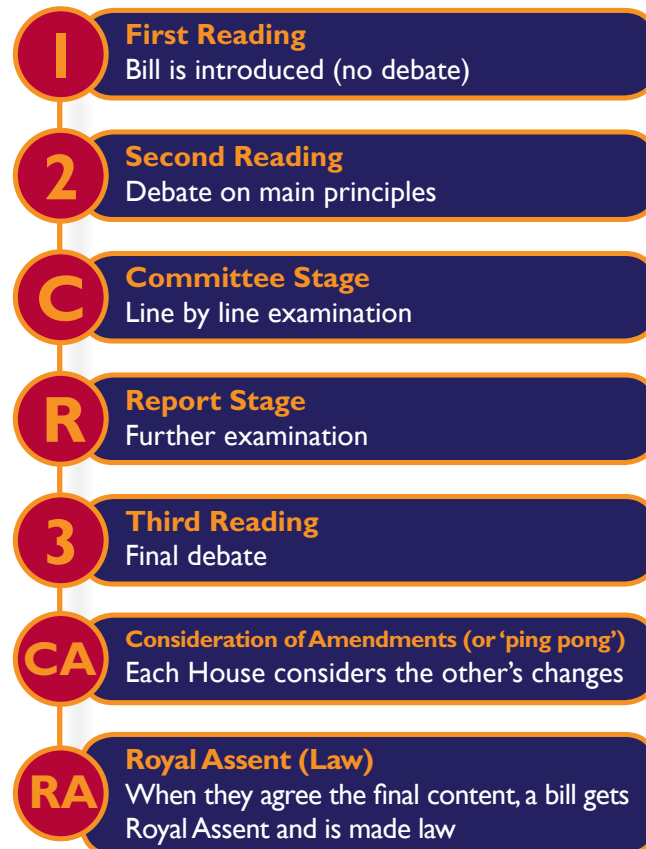 1
First Reading
Bill is introduced (no debate)
2
Second Reading
Debate on main principles
C
Committee Stage
Line by line examination
R
Report Stage
Further examination
3
Third Reading
Final debate
CA
Consideration of Amendments (or ‘ping pong’)
Each House considers the other’s changes
RA
Royal Assent (Law)
When they agree the final content, a bill gets
Royal Assent and is made law